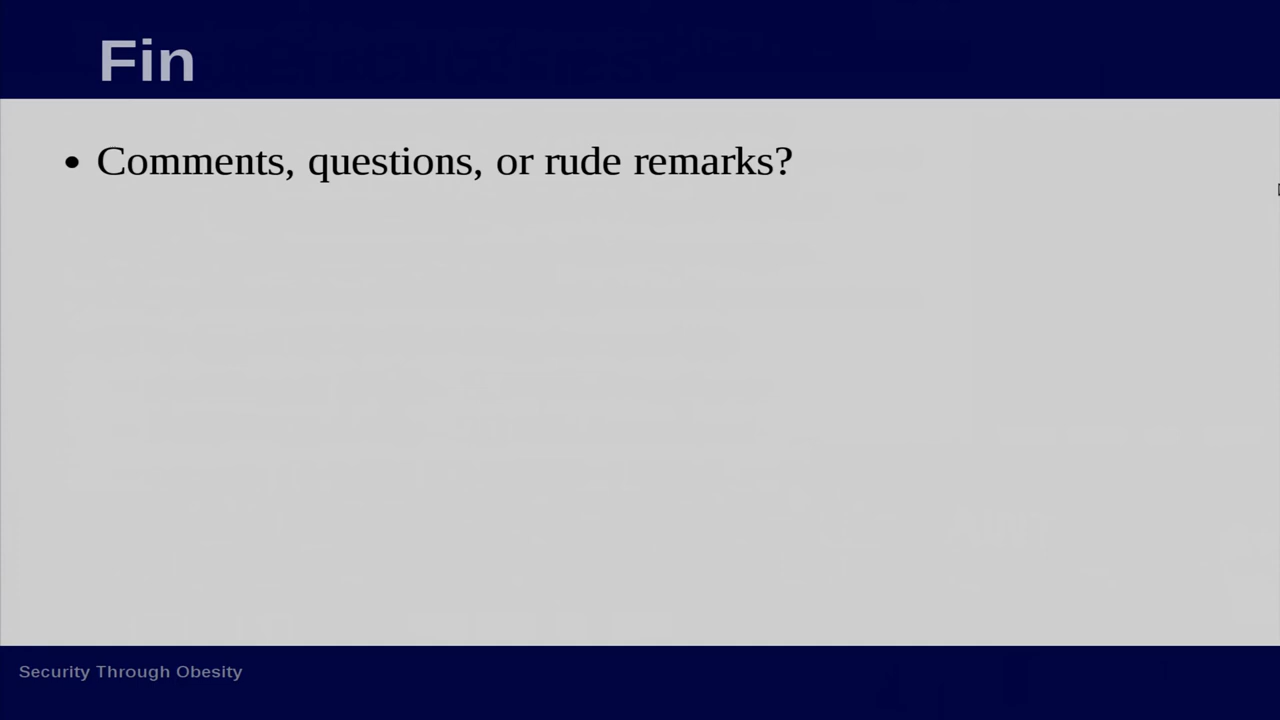 Fin
• Comments, questions, or rude remarks?
Security Through Obesity